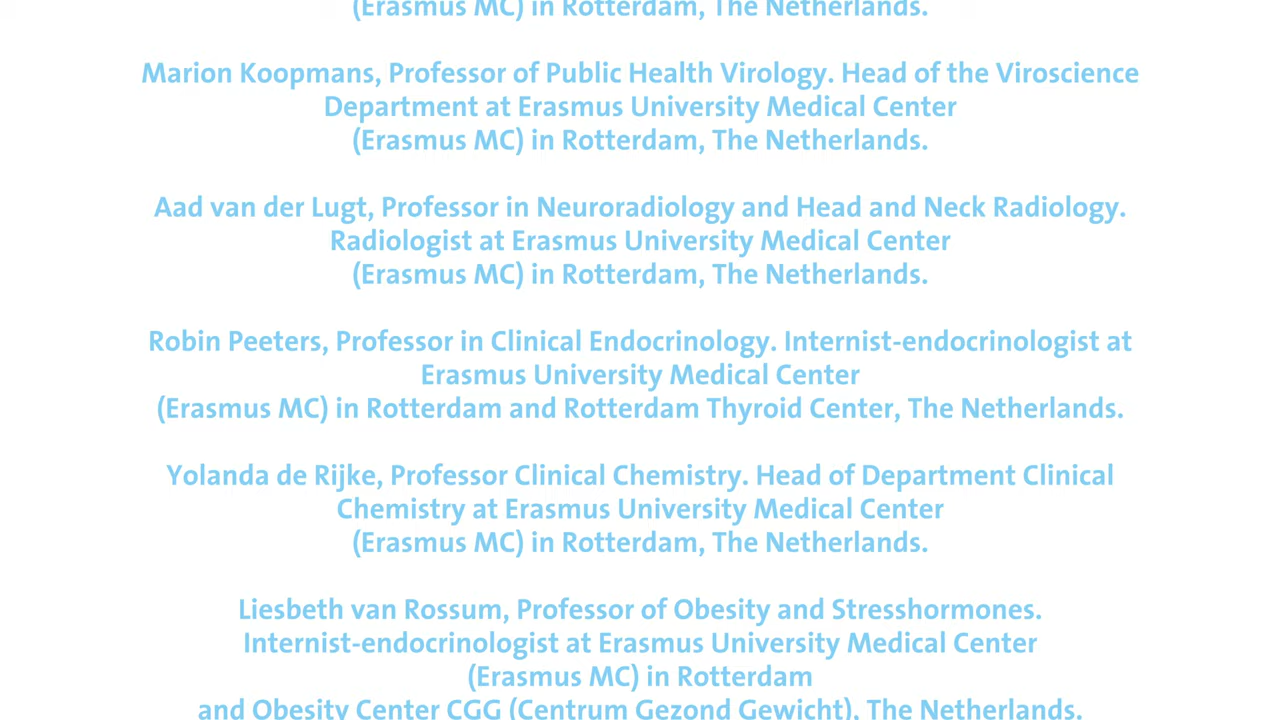 (Erasmus MC) in Rotterdam, The Netherlands.
Marion Koopmans, Professor of Public Health Virology. Head of the Viroscience
Department at Erasmus University Medical Center
(Erasmus MC) in Rotterdam, The Netherlands.
Aad van der Lugt, Professor in Neuroradiology and Head and Neck Radiology.
Radiologist at Erasmus University Medical Center
(Erasmus MC) in Rotterdam, The Netherlands.
Robin Peeters, Professor in Clinical Endocrinology. Internist-endocrinologist at
Erasmus University Medical Center
(Erasmus MC) in Rotterdam and Rotterdam Thyroid Center, The Netherlands.
Yolanda de Rijke, Professor Clinical Chemistry. Head of Department Clinical
Chemistry at Erasmus University Medical Center
(Erasmus MC) in Rotterdam, The Netherlands.
Liesbeth van Rossum, Professor of Obesity and Stresshormones.
Internist-endocrinologist at Erasmus University Medical Center
(Erasmus MC) in Rotterdam
and Obesity Center CGG (Centrum Gezond Gewicht), The Netherlands.